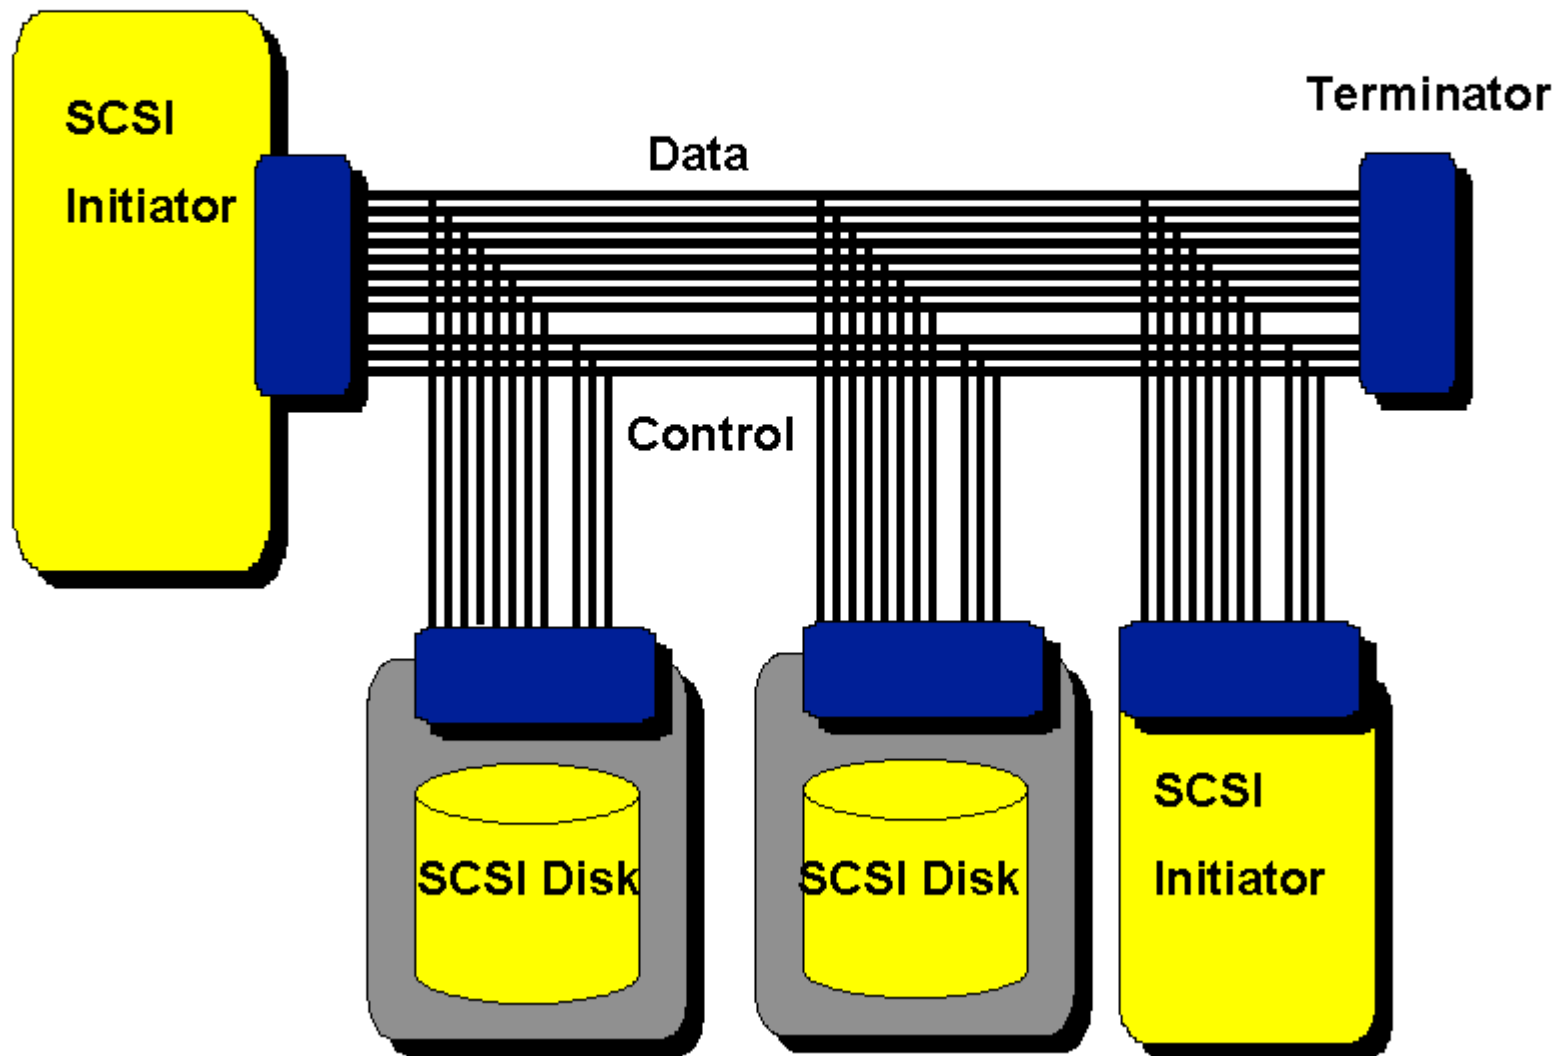 SCSI
Initiator
Data
Terminator
Control
SCSI Disk
SCSI Disk
SCSI
Initiator